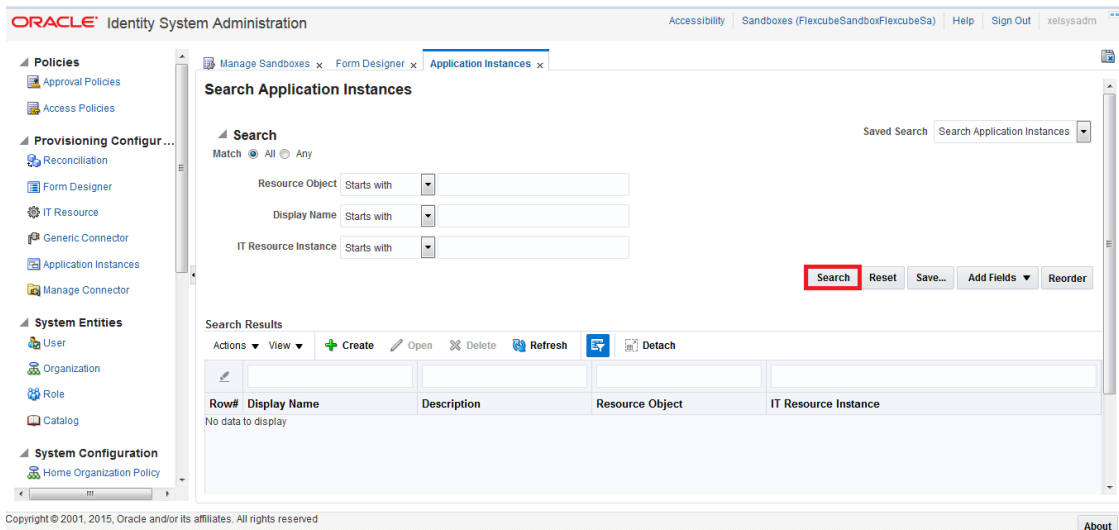 ORACLE Identity System Administration
Accessibility Sandboxes (FlexcubeSandboxFlexcubeSa) Help Sign Out xelsysadm
Policies
Approval Policies
Access Policies
Provisioning Configur ...
Reconciliation
Form Designer
IT Resource
Generic Connector
Application Instances
Manage Connector
System Entities
User
Organization
Role
Catalog
System Configuration
Home Organization Policy
Manage Sandboxes x Form Designer x Application Instances x
Search Application Instances
Search
Saved Search Search Application Instances
Match All Any
Resource Object Starts with
Display Name Starts with
IT Resource Instance Starts with
Search Reset Save... Add Fields Reorder
Search Results
Actions View Create Open Delete Refresh Detach
Row# Display Name Description Resource Object IT Resource Instance
No data to display
Copyright © 2001, 2015, Oracle and/or its affiliates. All rights reserved
About